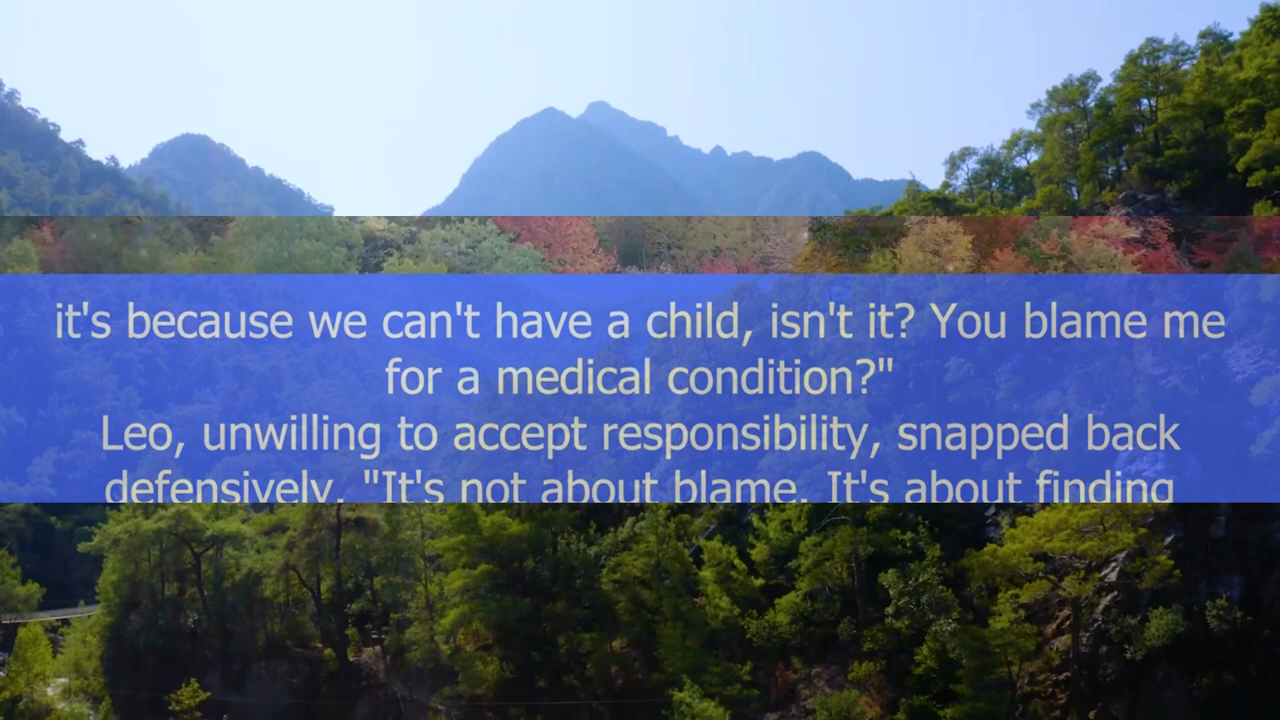 it's because we can't have a child, isn't it? You blame me
for a medical condition?"
Leo, unwilling to accept responsibility, snapped back
defensively. "It's not about blame. It's about finding